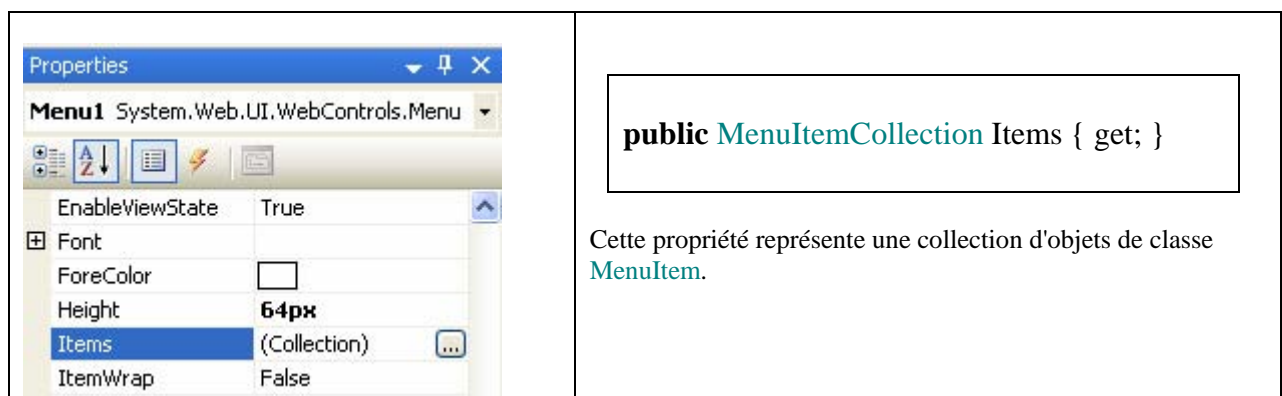 Properties
Menu1 System.Web.UI.WebControls.Menu
A
Z
EnableViewState True
Font
ForeColor
Height 64px
Items (Collection) ...
ItemWrap False
public MenuItemCollection Items { get; }
Cette propriété représente une collection d'objets de classe
MenuItem.